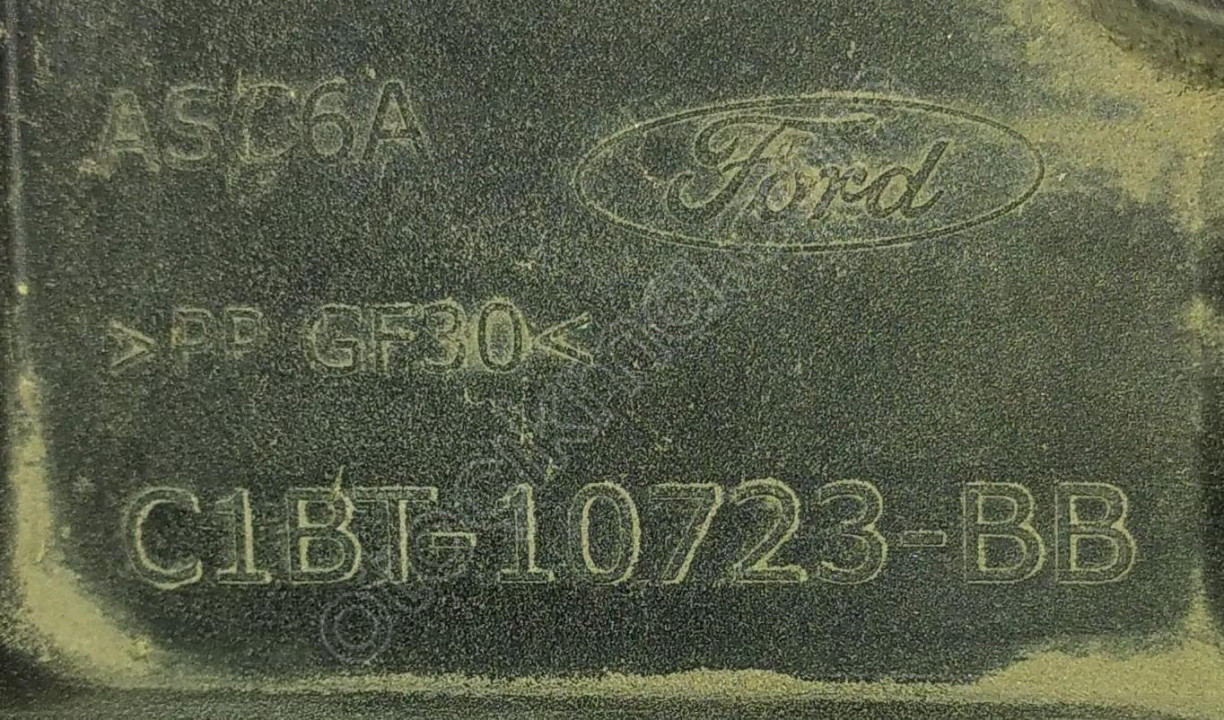 ASC6A
Ford
>PP GF30<
C1BT-10723-BB